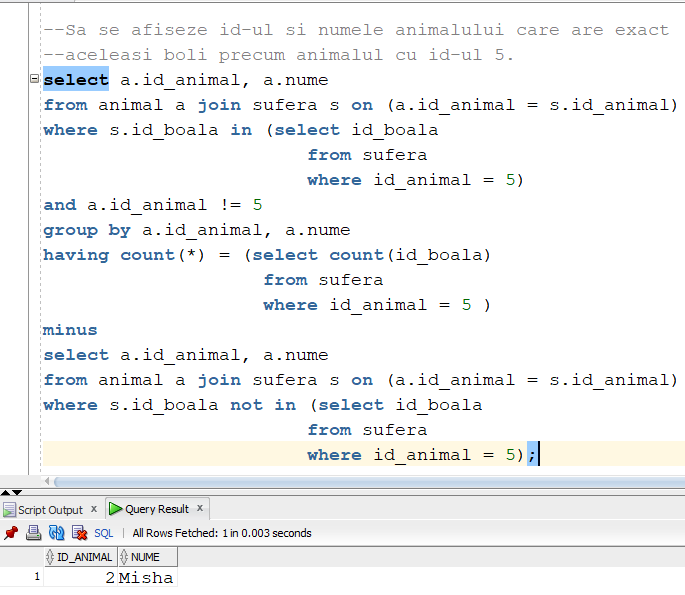 --Sa se afiseze id-ul si numele animalului care are exact
--aceleasi boli precum animalul cu id-ul 5.
select a.id_animal, a.nume
from animal a join sufera s on (a.id_animal = s.id_animal)
where s.id_boala in (select id_boala
from sufera
where id_animal = 5)
and a.id_animal != 5
group by a.id_animal, a.nume
having count(*) = (select count(id_boala)
from sufera
where id_animal = 5 )
minus
select a.id_animal, a.nume
from animal a join sufera s on (a.id_animal = s.id_animal)
where s.id_boala not in (select id_boala
from sufera
where id_animal = 5);
Script Output x Query Result x
SQL | All Rows Fetched: 1 in 0.003 seconds
ID_ANIMAL NUME
1 2 Misha